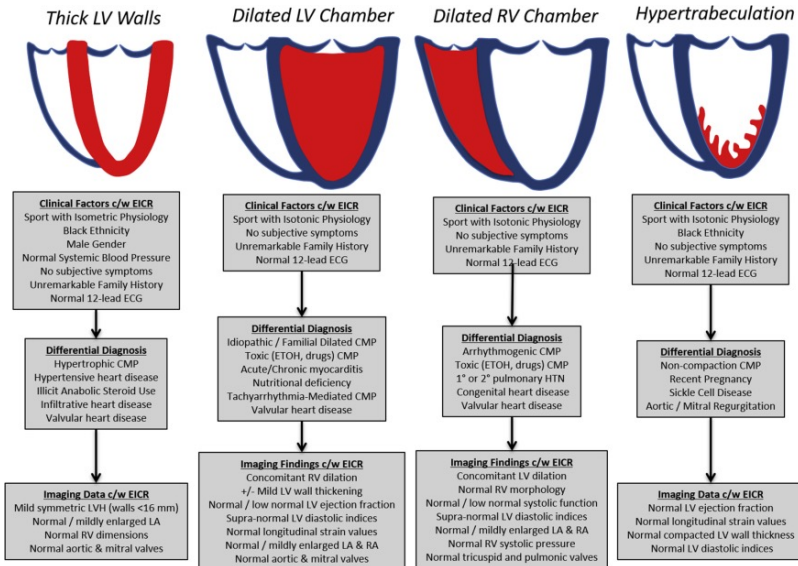 Thick LV Walls
Clinical Factors c/w EICR
Sport with Isometric Physiology
Black Ethnicity
Male Gender
Normal Systemic Blood Pressure
No subjective symptoms
Unremarkable Family History
Normal 12-lead ECG
Differential Diagnosis
Hypertrophic CMP
Hypertensive heart disease
Illicit Anabolic Steroid Use
Infiltrative heart disease
Valvular heart disease
Imaging Data c/w EICR
Mild symmetric LVH (walls <16 mm)
Normal / mildly enlarged LA
Normal RV dimensions
Normal aortic & mitral valves
Dilated LV Chamber
Clinical Factors c/w EICR
Sport with Isotonic Physiology
No subjective symptoms
Unremarkable Family History
Normal 12-lead ECG
Differential Diagnosis
Idiopathic / Familial Dilated CMP
Toxic (ETOH, drugs) CMP
Acute/Chronic myocarditis
Nutritional deficiency
Tachyarrhythmia-Mediated CMP
Valvular heart disease
Imaging Findings c/w EICR
Concomitant RV dilation
+/- Mild LV wall thickening
Normal / low normal LV ejection fraction
Supra-normal LV diastolic indices
Normal longitudinal strain values
Normal / mildly enlarged LA & RA
Normal aortic & mitral valves
Dilated RV Chamber
Clinical Factors c/w EICR
Sport with Isotonic Physiology
No subjective symptoms
Unremarkable Family History
Normal 12-lead ECG
Differential Diagnosis
Arrhythmogenic CMP
Toxic (ETOH, drugs) CMP
1° or 2° pulmonary HTN
Congenital heart disease
Valvular heart disease
Imaging Findings c/w EICR
Concomitant LV dilation
Normal RV morphology
Normal / low normal systolic function
Supra-normal LV diastolic indices
Normal / mildly enlarged LA & RA
Normal RV systolic pressure
Normal tricuspid and pulmonic valves
Hypertrabeculation
Clinical Factors c/w EICR
Sport with Isotonic Physiology
Black Ethnicity
No subjective symptoms
Unremarkable Family History
Normal 12-lead ECG
Differential Diagnosis
Non-compaction CMP
Recent Pregnancy
Sickle Cell Disease
Aortic / Mitral Regurgitation
Imaging Data c/w EICR
Normal LV ejection fraction
Normal longitudinal strain values
Normal compacted LV wall thickness
Normal LV diastolic indices